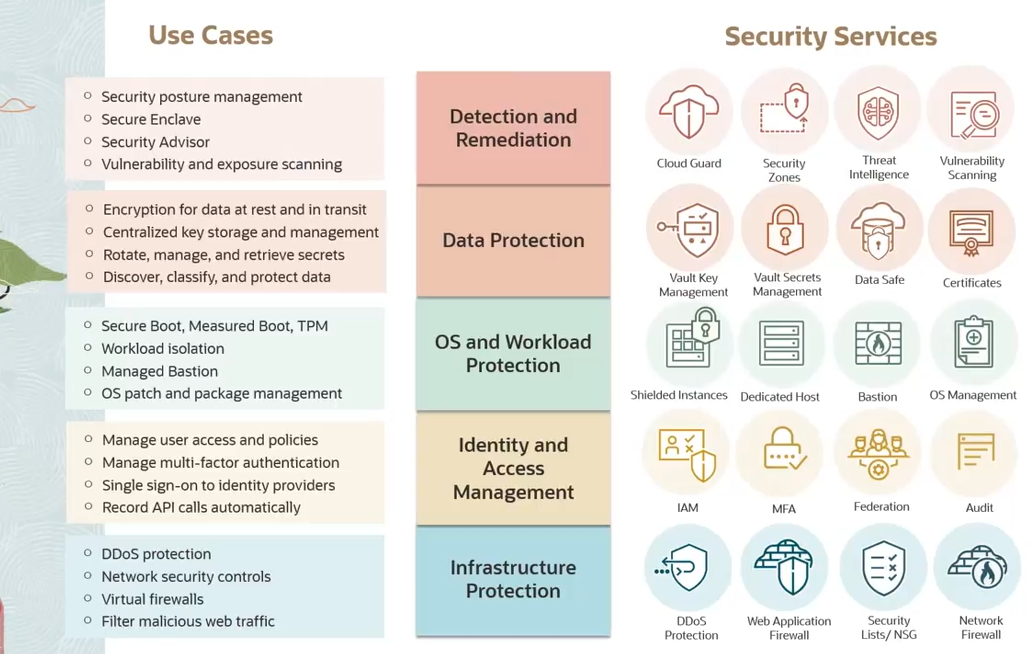 Use Cases
Security Services
Security posture management
Secure Enclave
Security Advisor
Vulnerability and exposure scanning
Detection and
Remediation
Cloud Guard
Security
Zones
Threat
Intelligence
Vulnerability
Scanning
Encryption for data at rest and in transit
Centralized key storage and management
Rotate, manage, and retrieve secrets
Discover, classify, and protect data
Data Protection
Vault Key
Management
Vault Secrets
Management
Data Safe
Certificates
Secure Boot, Measured Boot, TPM
Workload isolation
Managed Bastion
OS patch and package management
OS and Workload
Protection
Shielded Instances
Dedicated Host
Bastion
OS Management
Manage user access and policies
Manage multi-factor authentication
Single sign-on to identity providers
Record API calls automatically
Identity and
Access
Management
IAM
MFA
Federation
Audit
DDoS protection
Network security controls
Virtual firewalls
Filter malicious web traffic
Infrastructure
Protection
DDoS
Protection
Web Application
Firewall
Security
Lists/ NSG
Network
Firewall